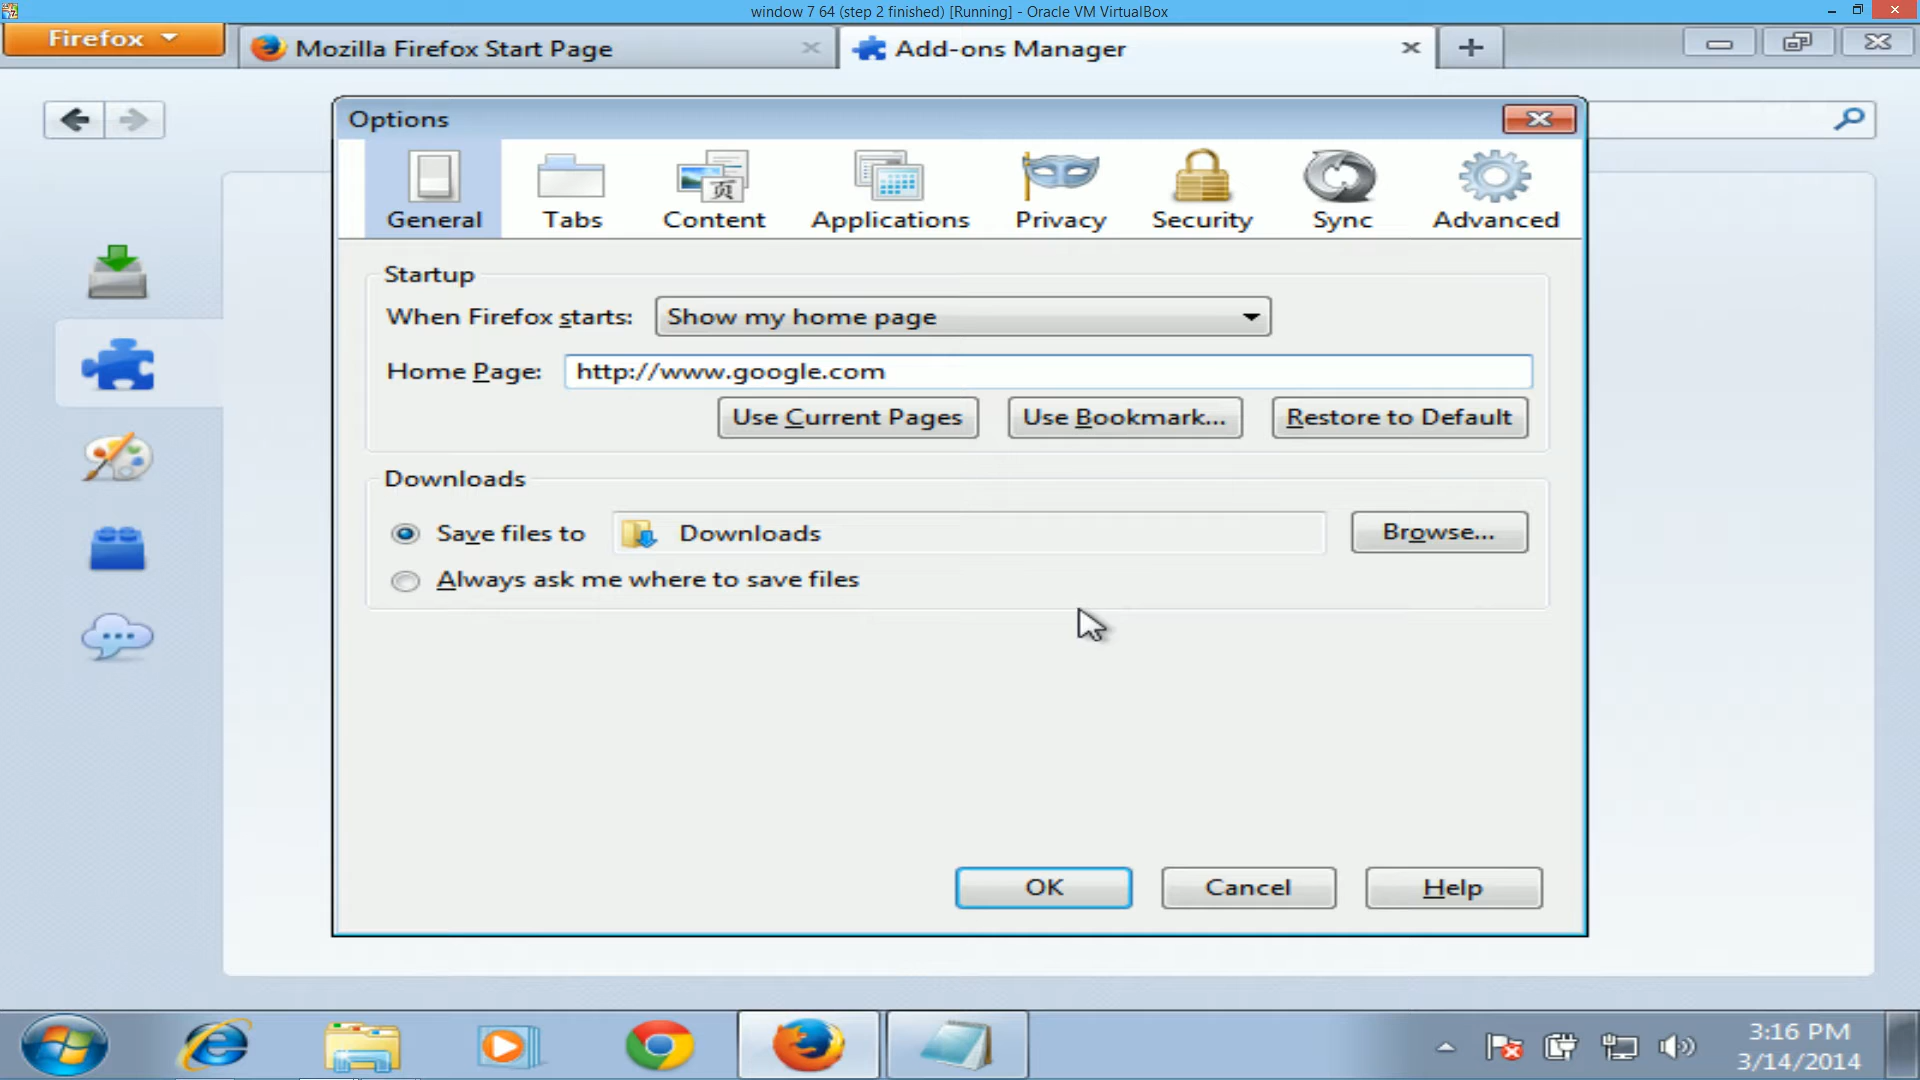 window 7 64 (step 2 finished) [Running] - Oracle VM VirtualBox
Firefox
Mozilla Firefox Start Page
Add-ons Manager
Options
General
Tabs
页
Content
Applications
Privacy
Security
Sync
Advanced
Startup
When Firefox starts: Show my home page
Home Page: http://www.google.com
Use Current Pages
Use Bookmark...
Restore to Default
Downloads
Save files to Downloads
Browse...
Always ask me where to save files
OK
Cancel
Help
3:16 PM
3/14/2014